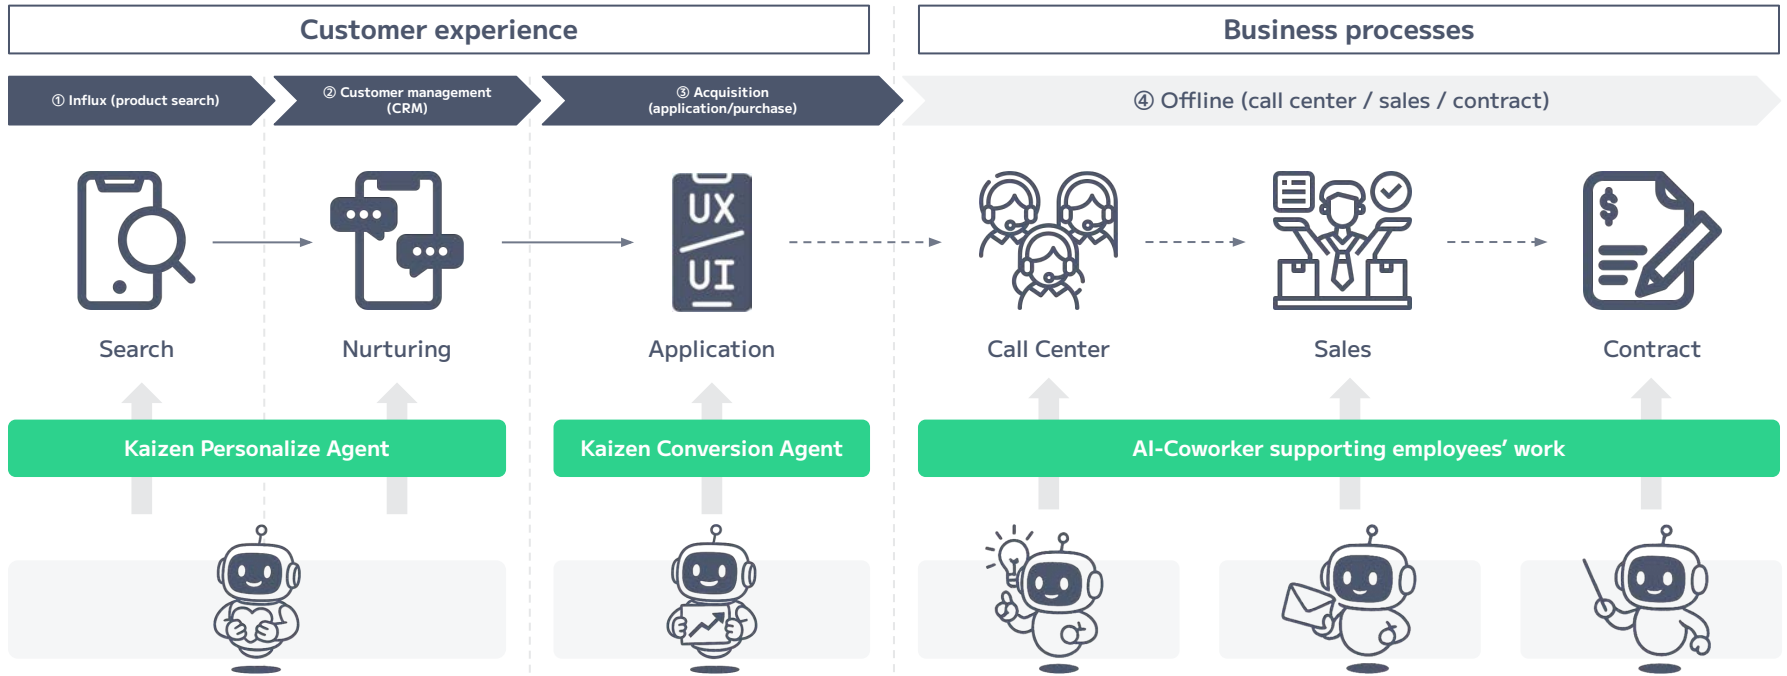 Customer experience
Business processes
① Influx (product search)
② Customer management
(CRM)
③ Acquisition
(application/purchase)
④ Offline (call center / sales / contract)
UX
UI
$
Search
Nurturing
Application
Call Center
Sales
Contract
Kaizen Personalize Agent
Kaizen Conversion Agent
AI-Coworker supporting employees’ work